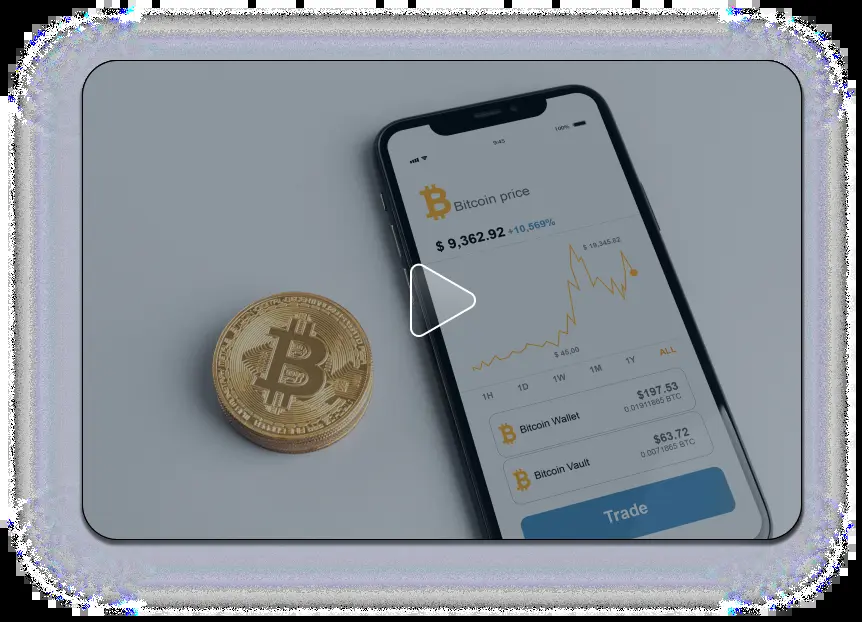 9:45
100%
Bitcoin price
$ 9,362.92 +10,569%
$ 19,345.62
$ 45,00
1H 1D 1W 1M 1Y ALL
Bitcoin Wallet
$197.53
0.01911865 BTC
Bitcoin Vault
$63.72
0.0071865 BTC
Trade